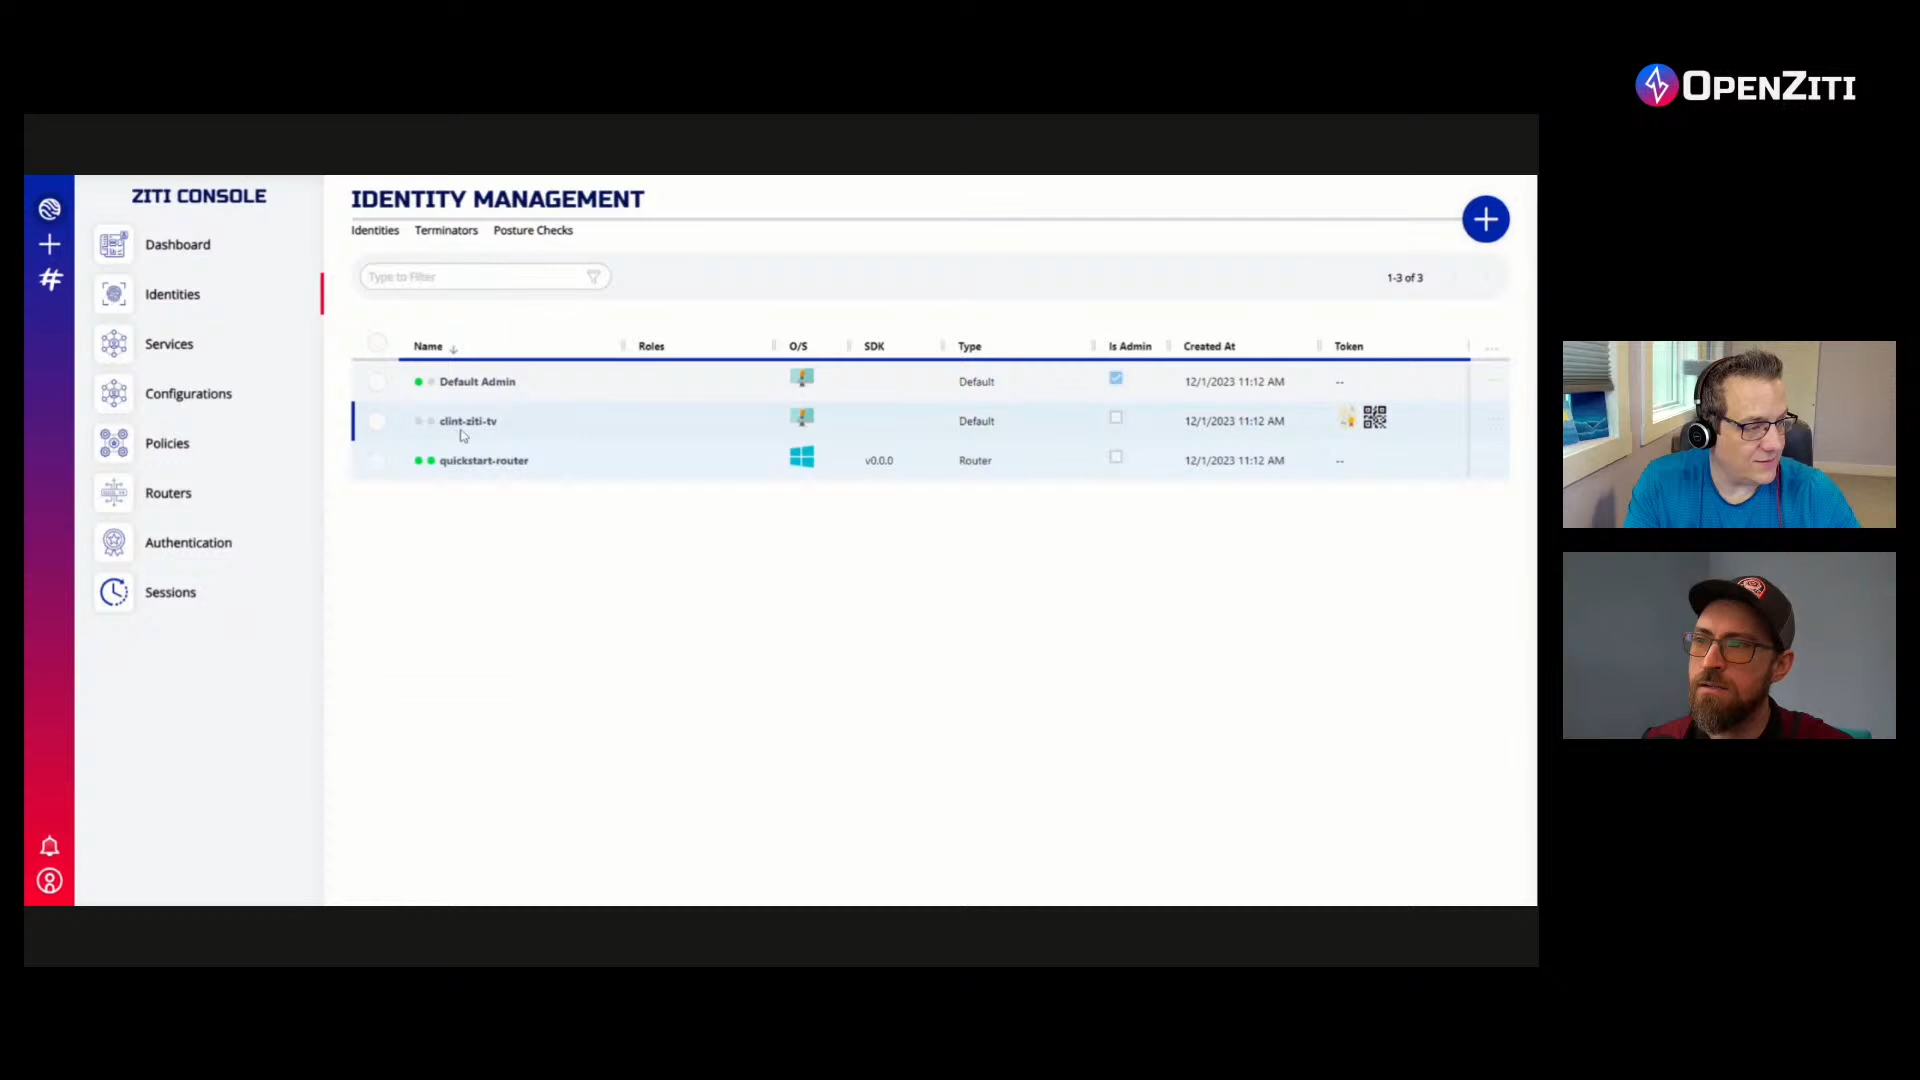 OPENZITI
ZITI CONSOLE
Dashboard
Identities
Services
Configurations
Policies
Routers
Authentication
Sessions
IDENTITY MANAGEMENT
Identities Terminators Posture Checks
Type to Filter
1-3 of 3
Name Roles O/S SDK Type Is Admin Created At Token
Default Admin Default 12/1/2023 11:12 AM --
clint-ziti-tv Default 12/1/2023 11:12 AM
quickstart-router v0.0.0 Router 12/1/2023 11:12 AM --